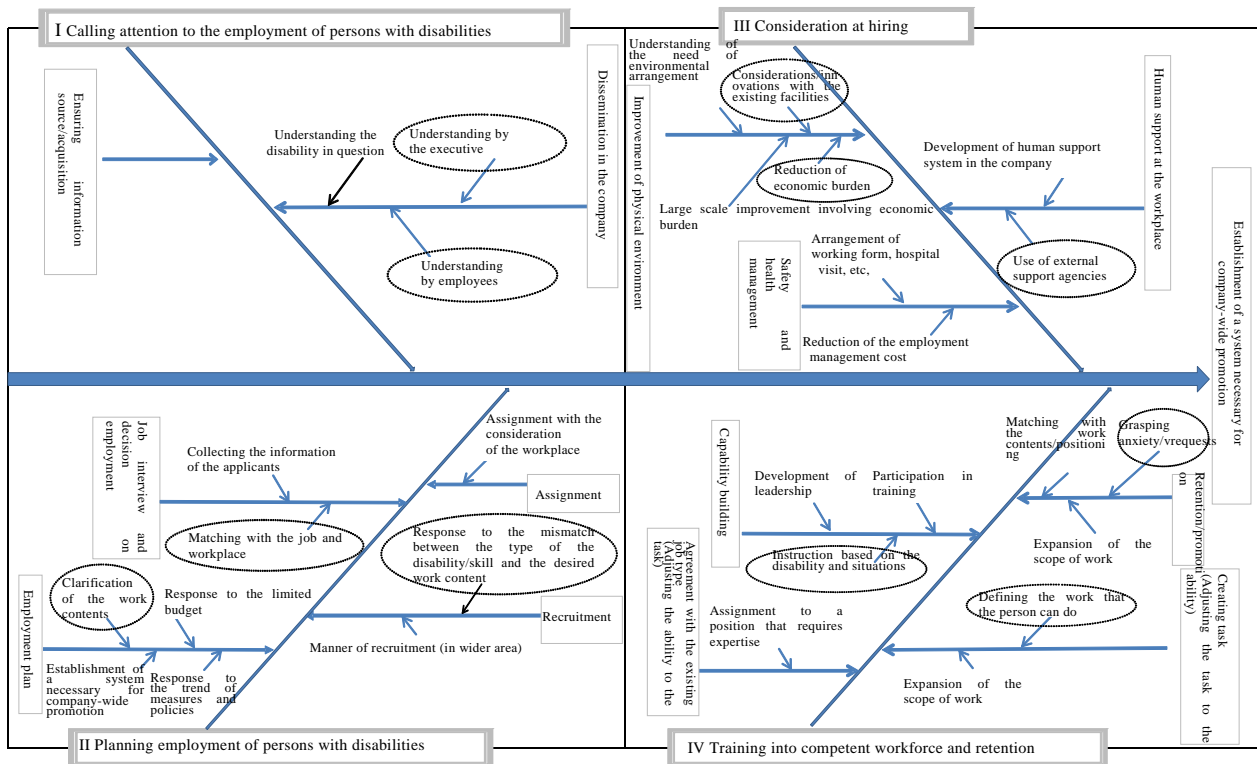 I Calling attention to the employment of persons with disabilities
Ensuring information
source/acquisition
Understanding the
disability in question
Understanding by
the executive
Understanding
by employees
Dissemination in the company
III Consideration at hiring
Understanding of
the need of
environmental
arrangement
Considerations/inn
ovations with the
existing facilities
Improvement of physical environment
Reduction of
economic burden
Large scale improvement involving economic
burden
Development of human support
system in the company
Human support at the workplace
Use of external
support agencies
Arrangement of
working form, hospital
visit, etc,
Safety and
health
management
Reduction of the employment
management cost
Establishment of a system necessary for
company-wide promotion
Job interview and
decision on
employment
Collecting the information
of the applicants
Matching with the job and
workplace
Assignment with the
consideration
of the workplace
Assignment
Response to the mismatch
between the type of the
disability/skill and the desired
work content
Recruitment
Manner of recruitment (in wider area)
Employment plan
Clarification
of the work
contents
Response to the limited
budget
Establishment of
a system
necessary for
company-wide
promotion
Response to
the trend of
measures and
policies
II Planning employment of persons with disabilities
Capability building
Development of
leadership
Participation in
training
Instruction based on the
disability and situations
Matching with
the work
contents/positioni
ng
Grasping
anxiety/vrequests
Retention/promoti
on
Expansion of the
scope of work
Agreement with the existing
job type
(Adjusting the ability to the
task)
Assignment to a
position that requires
expertise
Defining the work that
the person can do
Expansion of the
scope of work
Creating task
(Adjusting the task to the
ability)
IV Training into competent workforce and retention